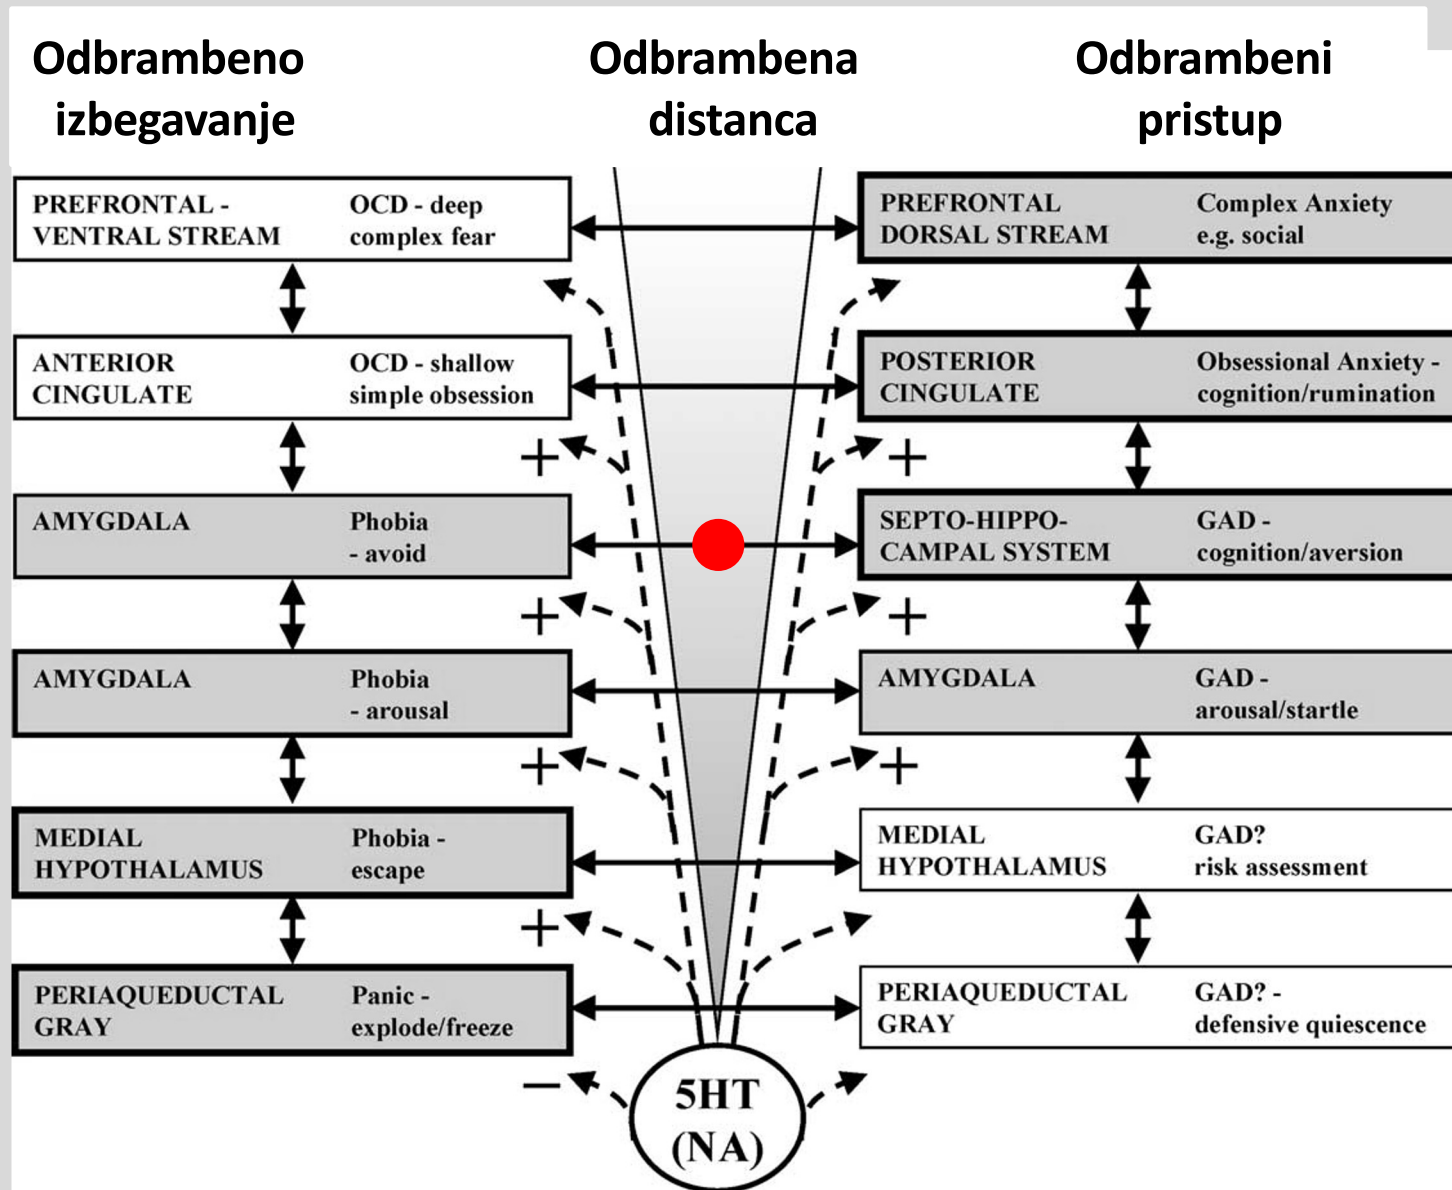 Odbrambeno
izbegavanje
Odbrambena
distanca
Odbrambeni
pristup
PREFRONTAL -
VENTRAL STREAM
OCD - deep
complex fear
PREFRONTAL
DORSAL STREAM
Complex Anxiety
e.g. social
ANTERIOR
CINGULATE
OCD - shallow
simple obsession
POSTERIOR
CINGULATE
Obsessional Anxiety -
cognition/rumination
+
+
AMYGDALA
Phobia
- avoid
SEPTO-HIPPO-
CAMPAL SYSTEM
GAD -
cognition/aversion
+
+
AMYGDALA
Phobia
- arousal
AMYGDALA
GAD -
arousal/startle
+
+
MEDIAL
HYPOTHALAMUS
Phobia -
escape
MEDIAL
HYPOTHALAMUS
GAD?
risk assessment
+
PERIAQUEDUCTAL
GRAY
Panic -
explode/freeze
PERIAQUEDUCTAL
GRAY
GAD? -
defensive quiescence
−
5HT
(NA)